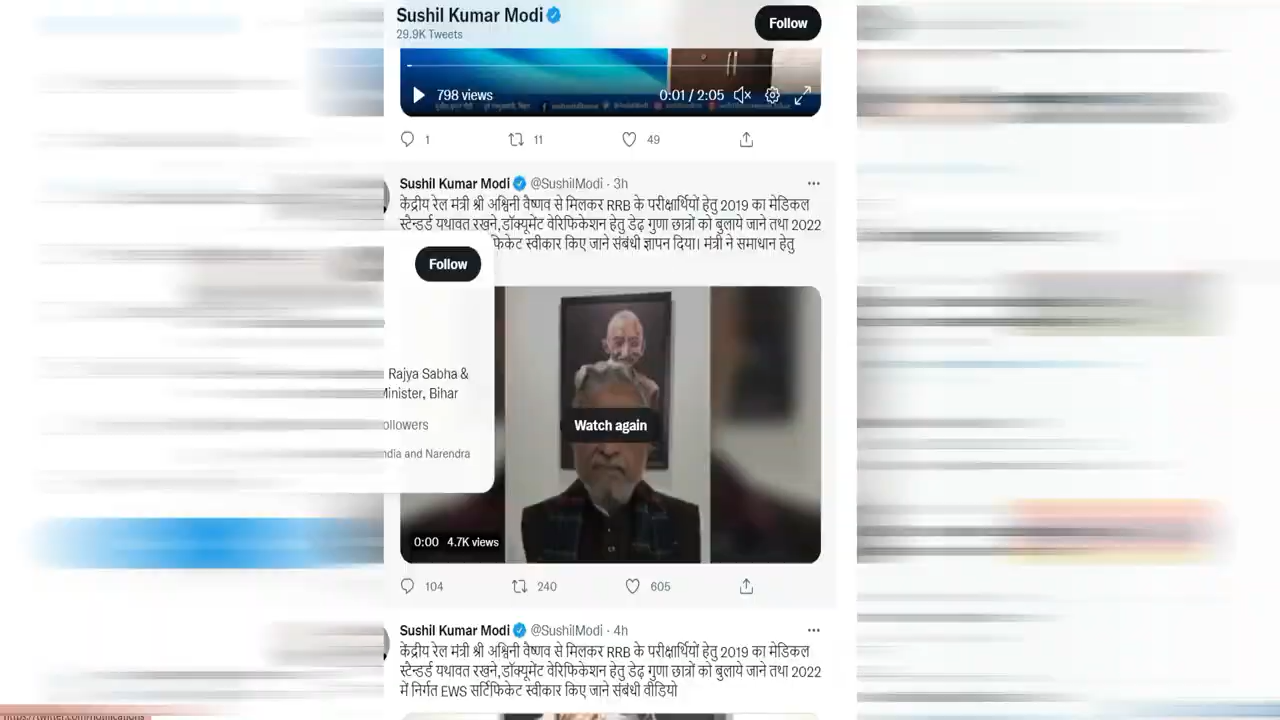 Sushil Kumar Modi
29.9K Tweets
Follow
798 views
0:01 / 2:05
1
11
49
Sushil Kumar Modi @SushilModi · 3h
केंद्रीय रेल मंत्री श्री अश्विनी वैष्णव से मिलकर RRB के परीक्षार्थियों हेतु 2019 का मेडिकल
स्टैन्डर्ड यथावत रखने,डॉक्यूमेंट वेरिफिकेशन हेतु डेढ़ गुणा छात्रों को बुलाये जाने तथा 2022
फिकेट स्वीकार किए जाने संबंधी ज्ञापन दिया। मंत्री ने समाधान हेतु
Follow
Rajya Sabha &
Minister, Bihar
ollowers
ndia and Narendra
Watch again
0:00 4.7K views
104
240
605
Sushil Kumar Modi @SushilModi · 4h
केंद्रीय रेल मंत्री श्री अश्विनी वैष्णव से मिलकर RRB के परीक्षार्थियों हेतु 2019 का मेडिकल
स्टैन्डर्ड यथावत रखने,डॉक्यूमेंट वेरिफिकेशन हेतु डेढ़ गुणा छात्रों को बुलाये जाने तथा 2022
में निर्गत EWS सर्टिफिकेट स्वीकार किए जाने संबंधी वीडियो
https://twitter.com/notifications